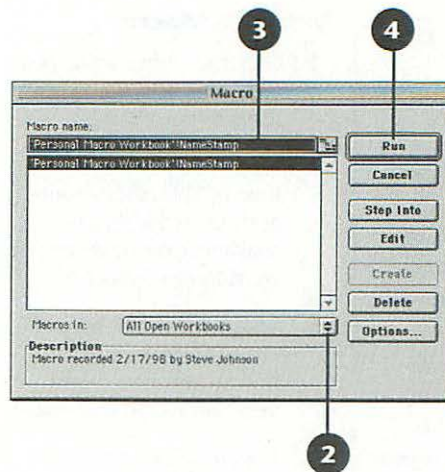 3 4
Macro
Macro name:
'Personal Macro Workbook'!NameStamp
'Personal Macro Workbook'!NameStamp
Run
Cancel
Step Into
Edit
Create
Delete
Options...
Macros in: All Open Workbooks
Description
Macro recorded 2/17/98 by Steve Johnson
2